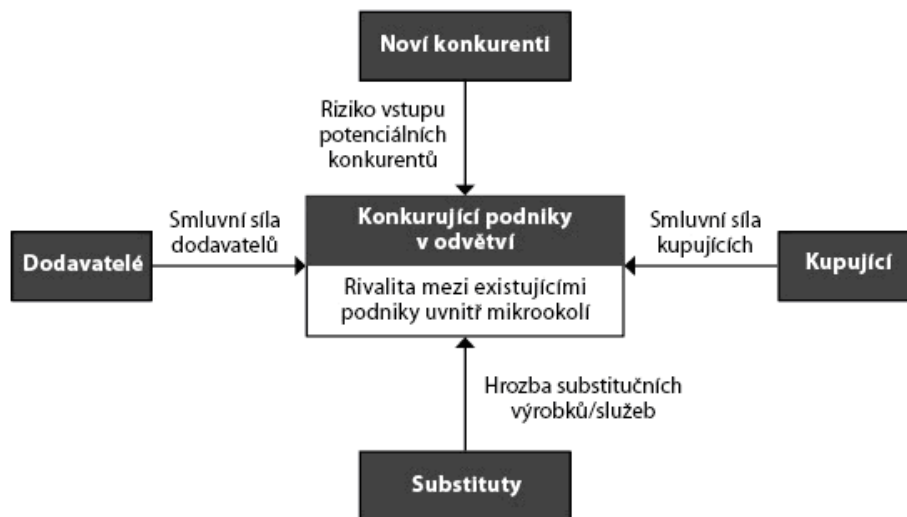 Noví konkurenti
Riziko vstupu
potenciálních
konkurentů
Smluvní síla
dodavatelů
Konkurující podniky
v odvětví
Smluvní síla
kupujících
Dodavatelé
Kupující
Rivalita mezi existujícími
podniky uvnitř mikrookolí
Hrozba substitučních
výrobků/služeb
Substituty